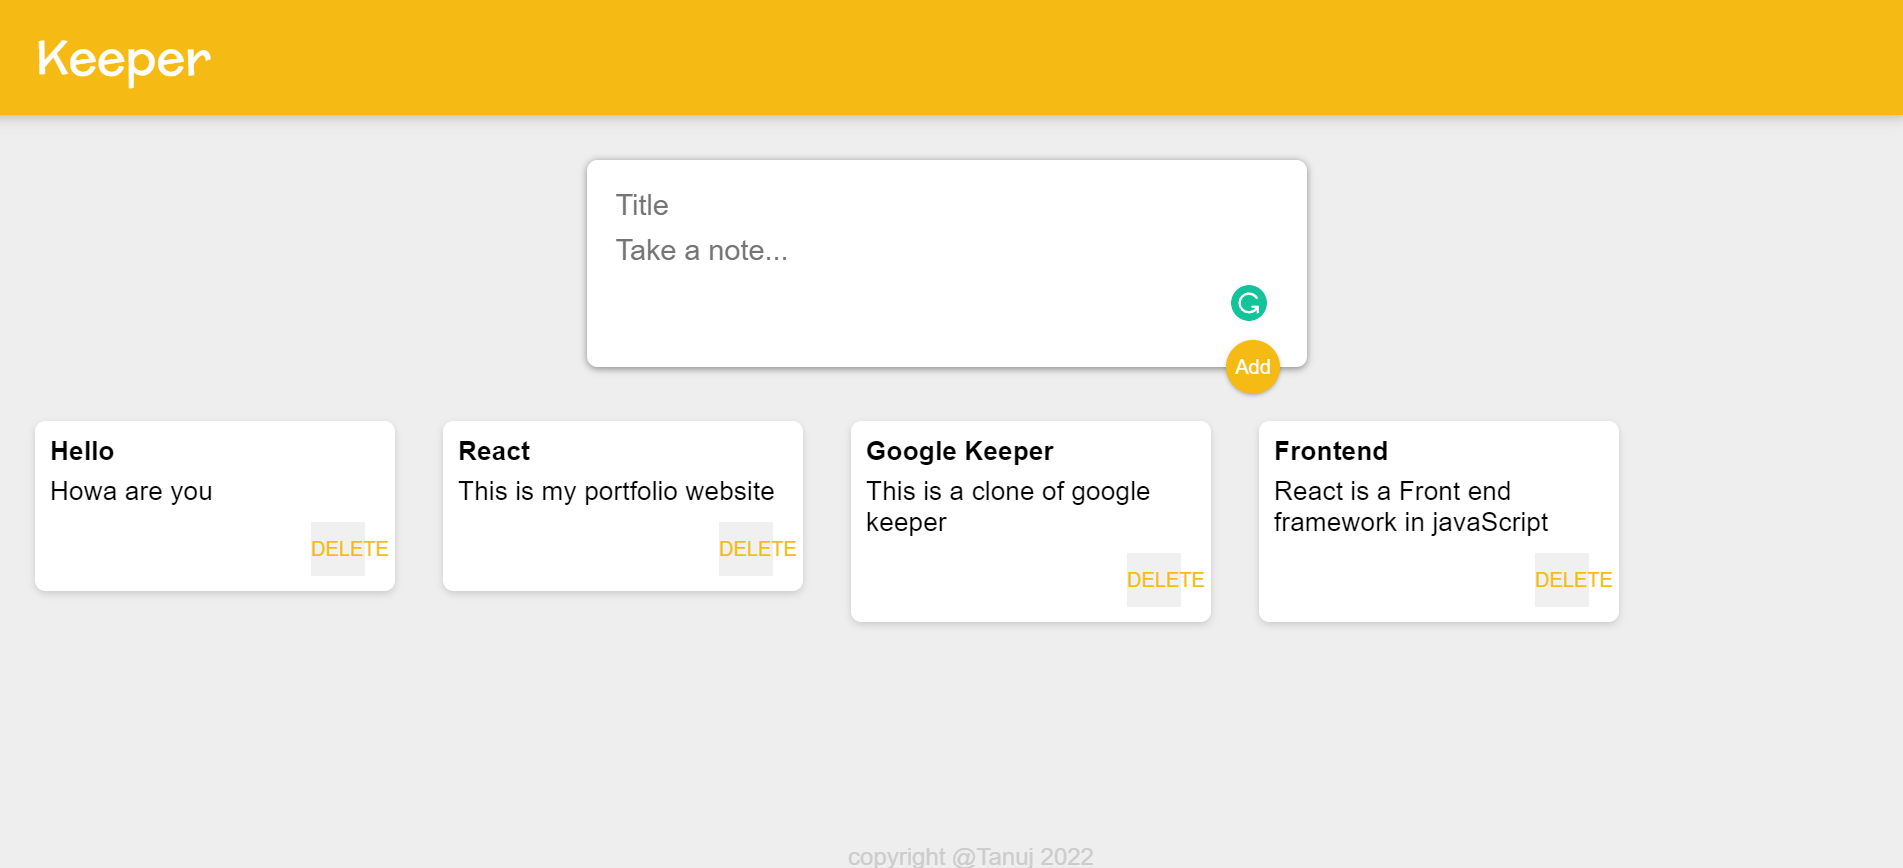 Keeper
Title
Take a note...
Add
Hello
Howa are you
DELETE
React
This is my portfolio website
DELETE
Google Keeper
This is a clone of google
keeper
DELETE
Frontend
React is a Front end
framework in javaScript
DELETE
copyright @Tanuj 2022